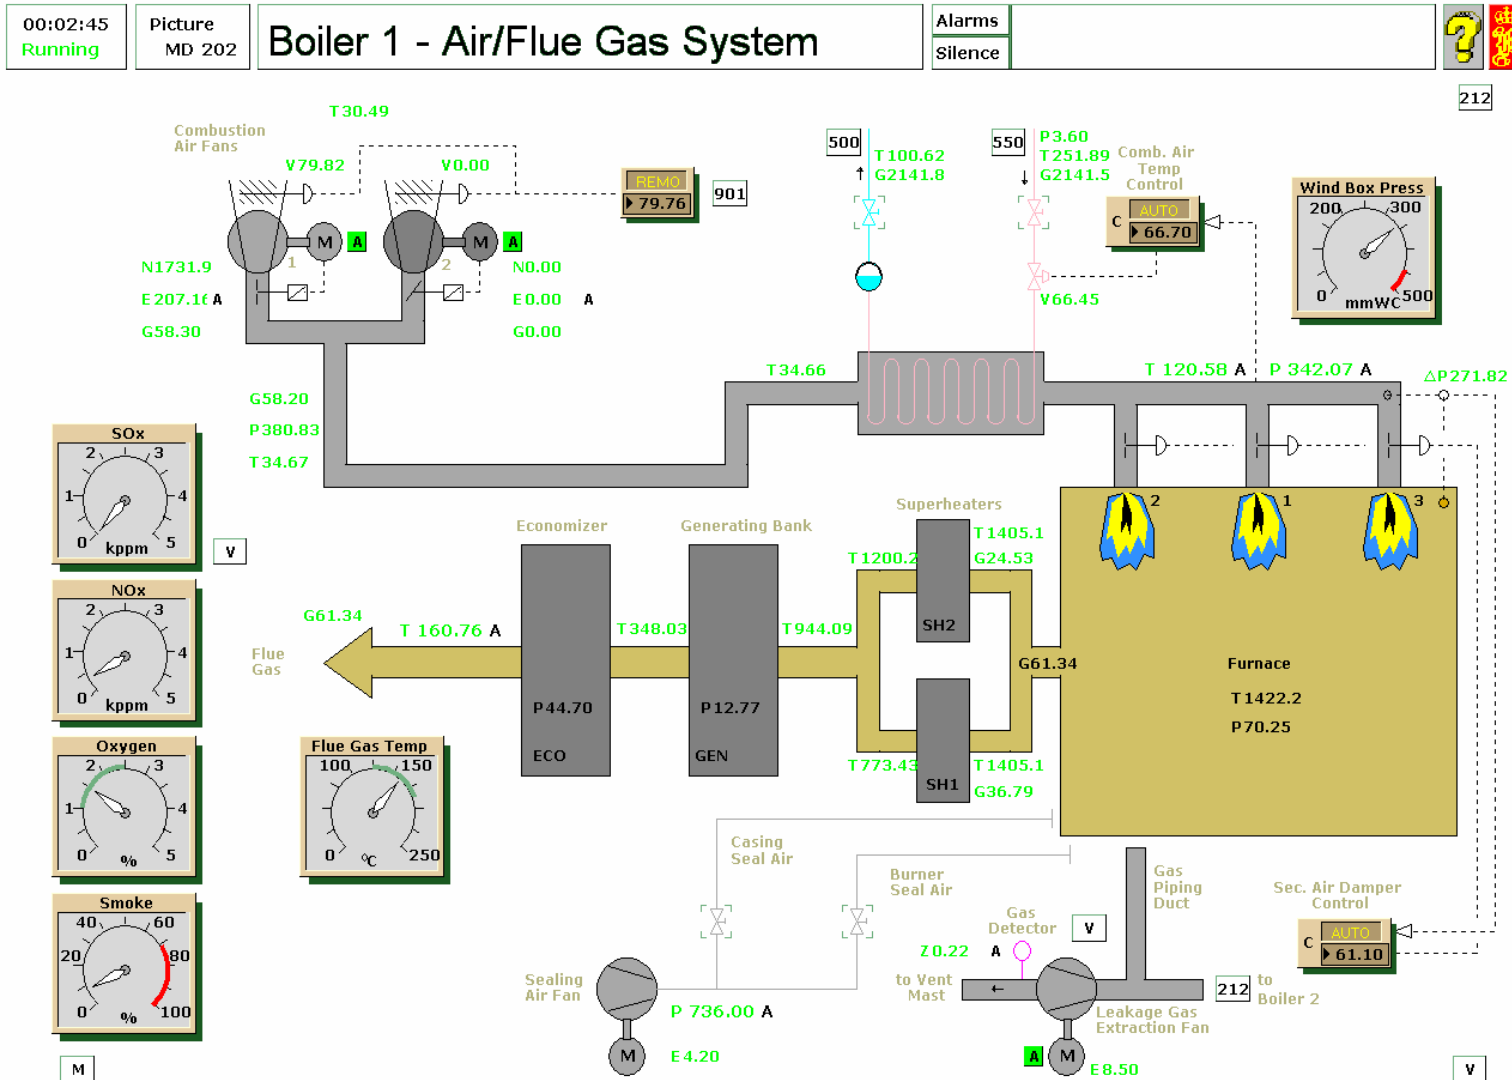 00:02:45
Running
Picture
MD 202
Boiler 1 - Air/Flue Gas System
Alarms
Silence
?
212
T30.49
Combustion
Air Fans
V79.82
V0.00
REMO
79.76
901
M
A
M
A
1
2
N1731.9
N0.00
E0.00 A
G58.30
G0.00
500
T100.62
G2141.8
550
P3.60
T251.89
G2141.5
Comb. Air
Temp
Control
C
AUTO
66.70
V66.45
Wind Box Press
200
300
0
500
mmWC
T34.66
T 120.58 A
P 342.07 A
ΔP271.82
G58.20
P380.83
T34.67
SOx
2
3
1
4
0
5
kppm
V
NOx
2
3
1
4
0
5
kppm
Oxygen
2
3
1
4
0
5
%
Smoke
40
60
20
80
0
100
%
M
Economizer
Generating Bank
Superheaters
T1405.1
G24.53
T1200.2
SH2
2
1
3
G61.34
T 160.76 A
T348.03
T944.09
Flue
Gas
G61.34
Furnace
T1422.2
P70.25
P44.70
ECO
P12.77
GEN
T773.43
T1405.1
G36.79
SH1
Flue Gas Temp
100
150
0
250
°C
Casing
Seal Air
Burner
Seal Air
Gas
Piping
Duct
Sec. Air Damper
Control
C
AUTO
61.10
Gas
Detector
V
Z0.22 A
to Vent
Mast
212
to
Boiler 2
Leakage Gas
Extraction Fan
A
M
E8.50
Sealing
Air Fan
P 736.00 A
M
E4.20
V